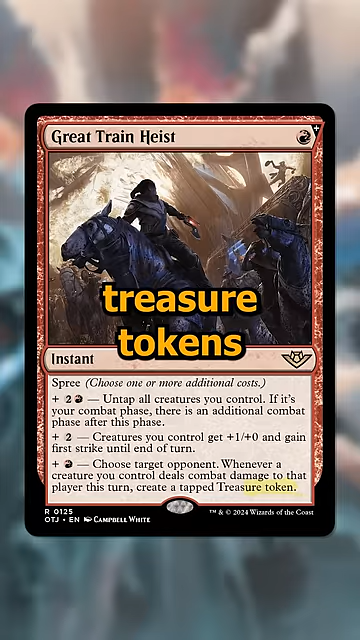 Great Train Heist
treasure
tokens
Instant
Spree (Choose one or more additional costs.)
+ 2 — Untap all creatures you control. If it's
your combat phase, there is an additional combat
phase after this phase.
+ 2 — Creatures you control get +1/+0 and gain
first strike until end of turn.
+ — Choose target opponent. Whenever a
creature you control deals combat damage to that
player this turn, create a tapped Treasure token.
R 0125
OTJ • EN Campbell White
™ & © 2024 Wizards of the Coast